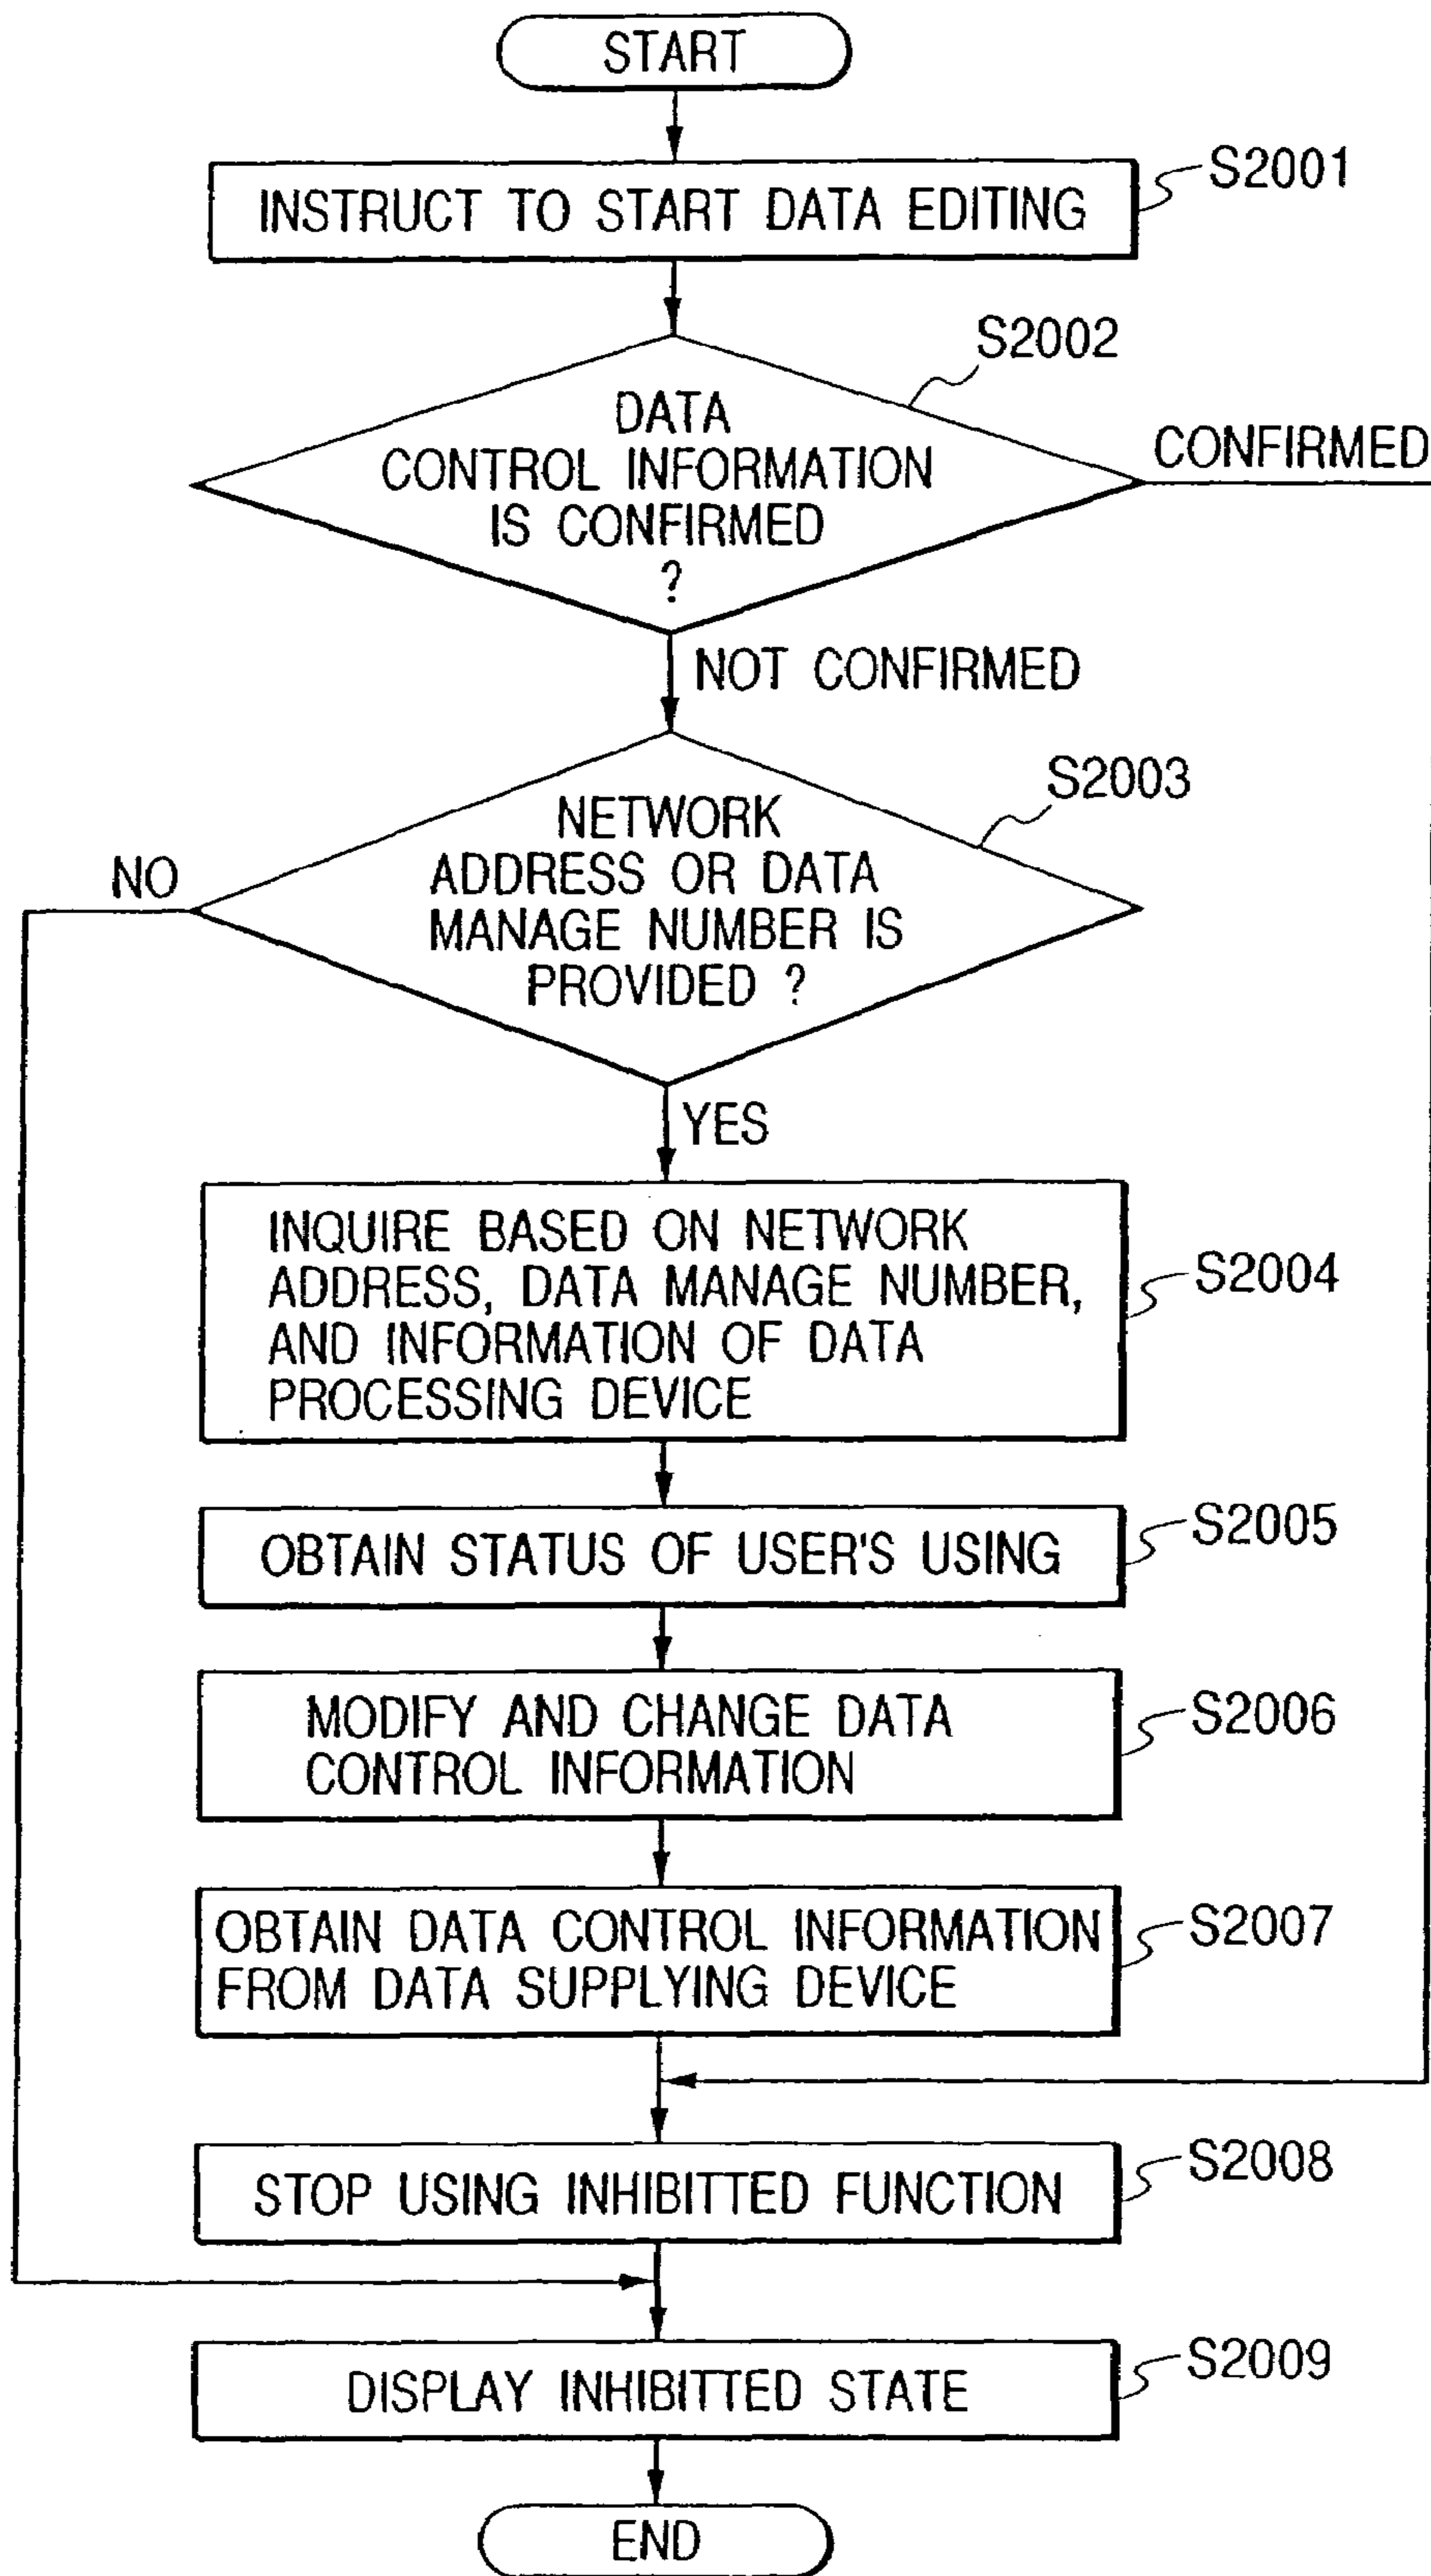 START
INSTRUCT TO START DATA EDITING
S2001
S2002
DATA
CONTROL INFORMATION
IS CONFIRMED
?
CONFIRMED
NOT CONFIRMED
S2003
NETWORK
ADDRESS OR DATA
MANAGE NUMBER IS
PROVIDED ?
NO
YES
INQUIRE BASED ON NETWORK
ADDRESS, DATA MANAGE NUMBER,
AND INFORMATION OF DATA
PROCESSING DEVICE
S2004
OBTAIN STATUS OF USER'S USING
S2005
MODIFY AND CHANGE DATA
CONTROL INFORMATION
S2006
OBTAIN DATA CONTROL INFORMATION
FROM DATA SUPPLYING DEVICE
S2007
STOP USING INHIBITTED FUNCTION
S2008
DISPLAY INHIBITTED STATE
S2009
END